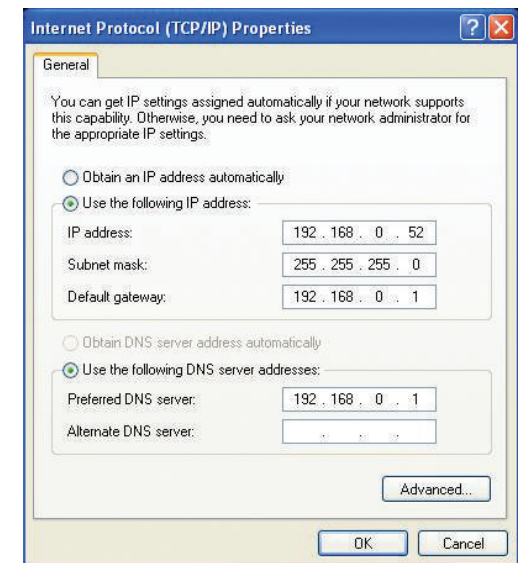 Internet Protocol (TCP/IP) Properties
General
You can get IP settings assigned automatically if your network supports
this capability. Otherwise, you need to ask your network administrator for
the appropriate IP settings.
Obtain an IP address automatically
Use the following IP address:
IP address: 192 . 168 . 0 . 52
Subnet mask: 255 . 255 . 255 . 0
Default gateway: 192 . 168 . 0 . 1
Obtain DNS server address automatically
Use the following DNS server addresses:
Preferred DNS server: 192 . 168 . 0 . 1
Alternate DNS server: . . .
Advanced...
OK Cancel